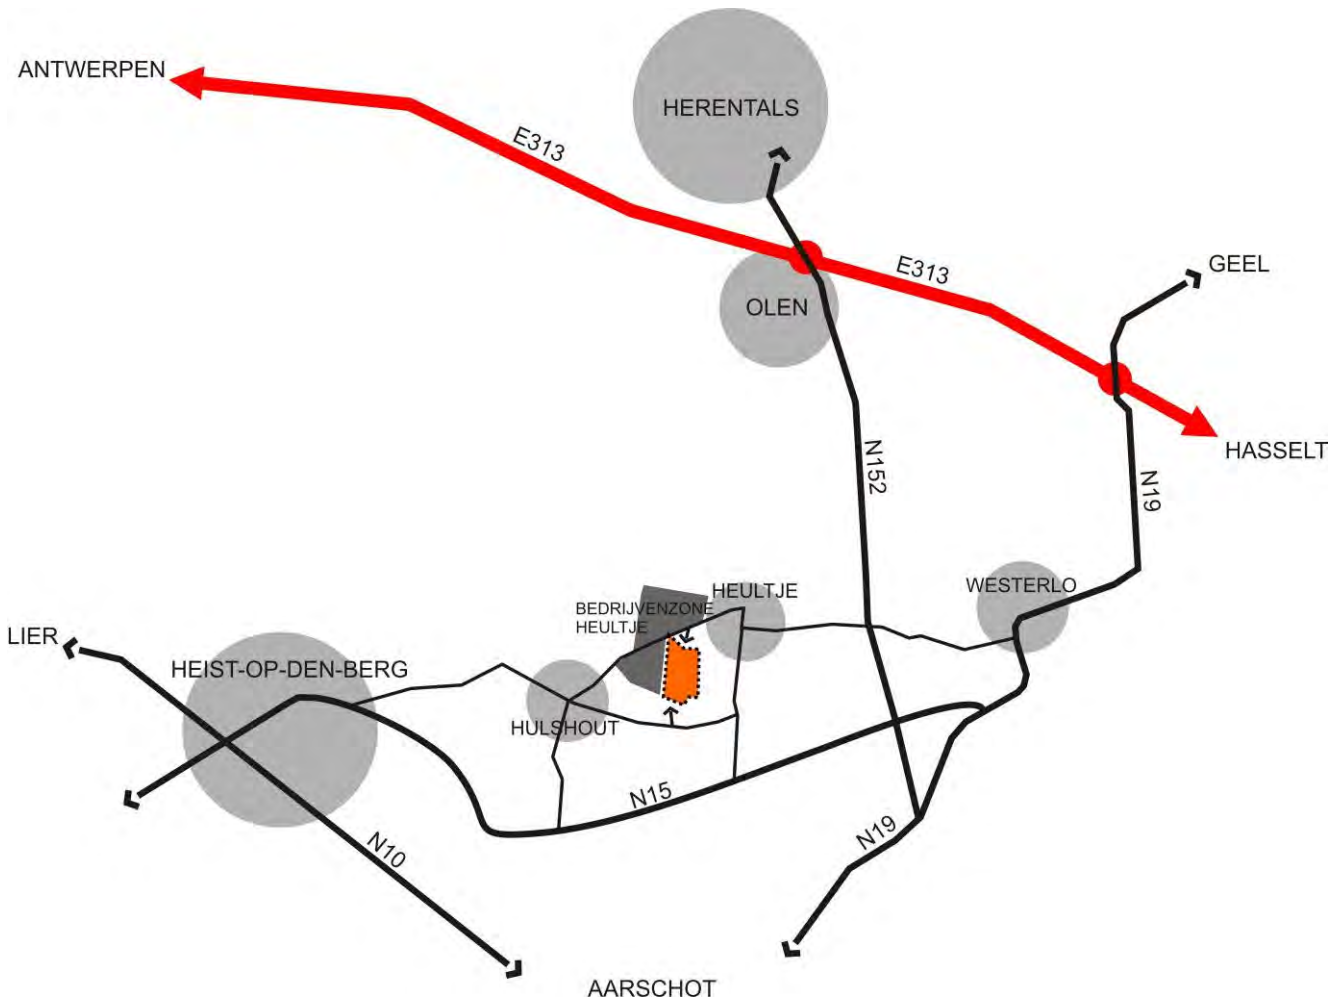 ANTWERPEN
HERENTALS
E313
E313
GEEL
OLEN
HASSELT
N152
N19
WESTERLO
HEULTJE
BEDRIJVENZONE
HEULTJE
LIER
HEIST-OP-DEN-BERG
HULSHOUT
N15
N19
N10
AARSCHOT